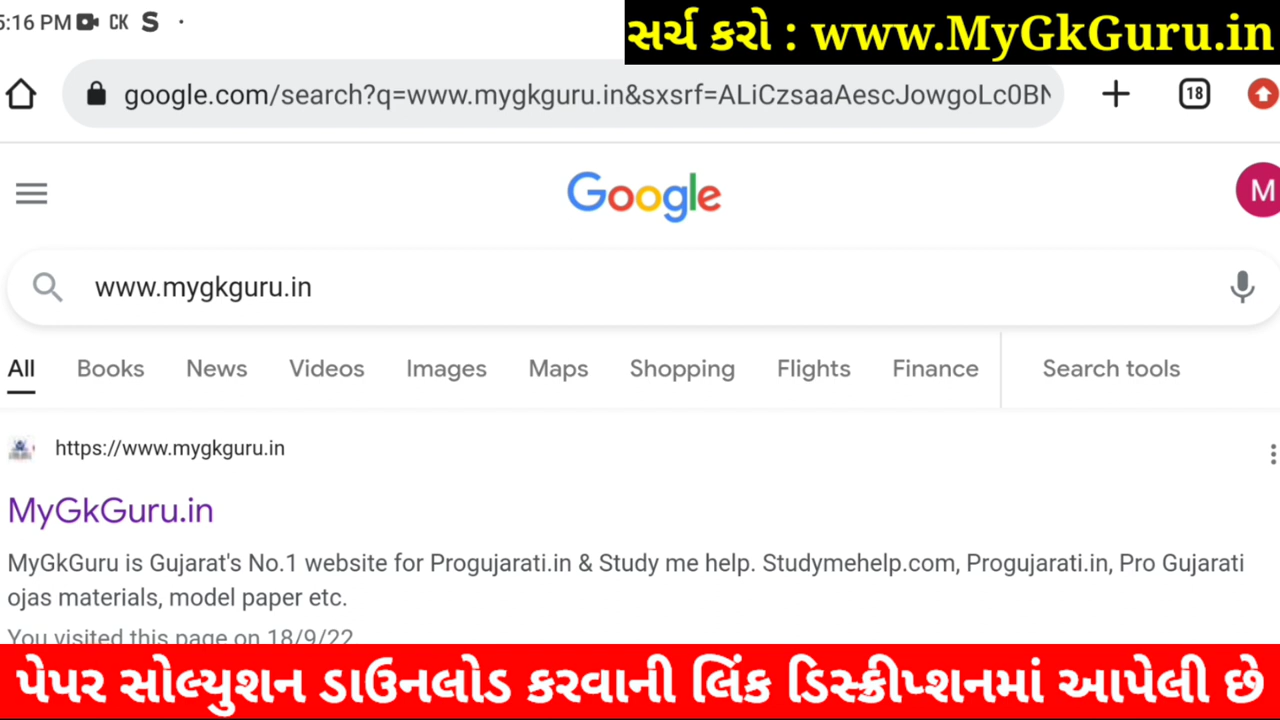 5:16 PM CK S
સર્ચ કરો : www.MyGkGuru.in
google.com/search?q=www.mygkguru.in&sxsrf=ALiCzsaaAescJowgoLc0BN
18
Google
M
www.mygkguru.in
All Books News Videos Images Maps Shopping Flights Finance Search tools
https://www.mygkguru.in
MyGkGuru.in
MyGkGuru is Gujarat's No.1 website for Progujarati.in & Study me help. Studymehelp.com, Progujarati.in, Pro Gujarati
ojas materials, model paper etc.
You visited this page on 18/9/22
પેપર સોલ્યુશન ડાઉનલોડ કરવાની લિંક ડિસ્ક્રીપ્શનમાં આપેલી છે